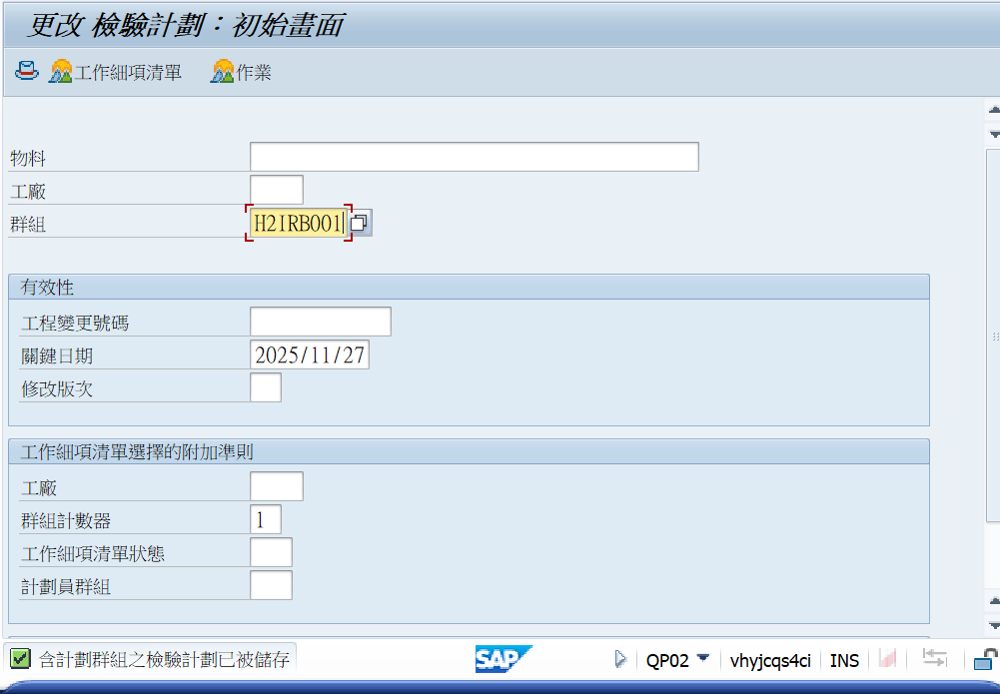 更改 檢驗計劃：初始畫面
工作細項清單 作業
物料
工廠
群組 H2IRB001
有效性
工程變更號碼
關鍵日期 2025/11/27
修改版次
工作細項清單選擇的附加準則
工廠
群組計數器 1
工作細項清單狀態
計劃員群組
含計劃群組之檢驗計劃已被儲存 SAP QP02 vhyjcqs4ci INS